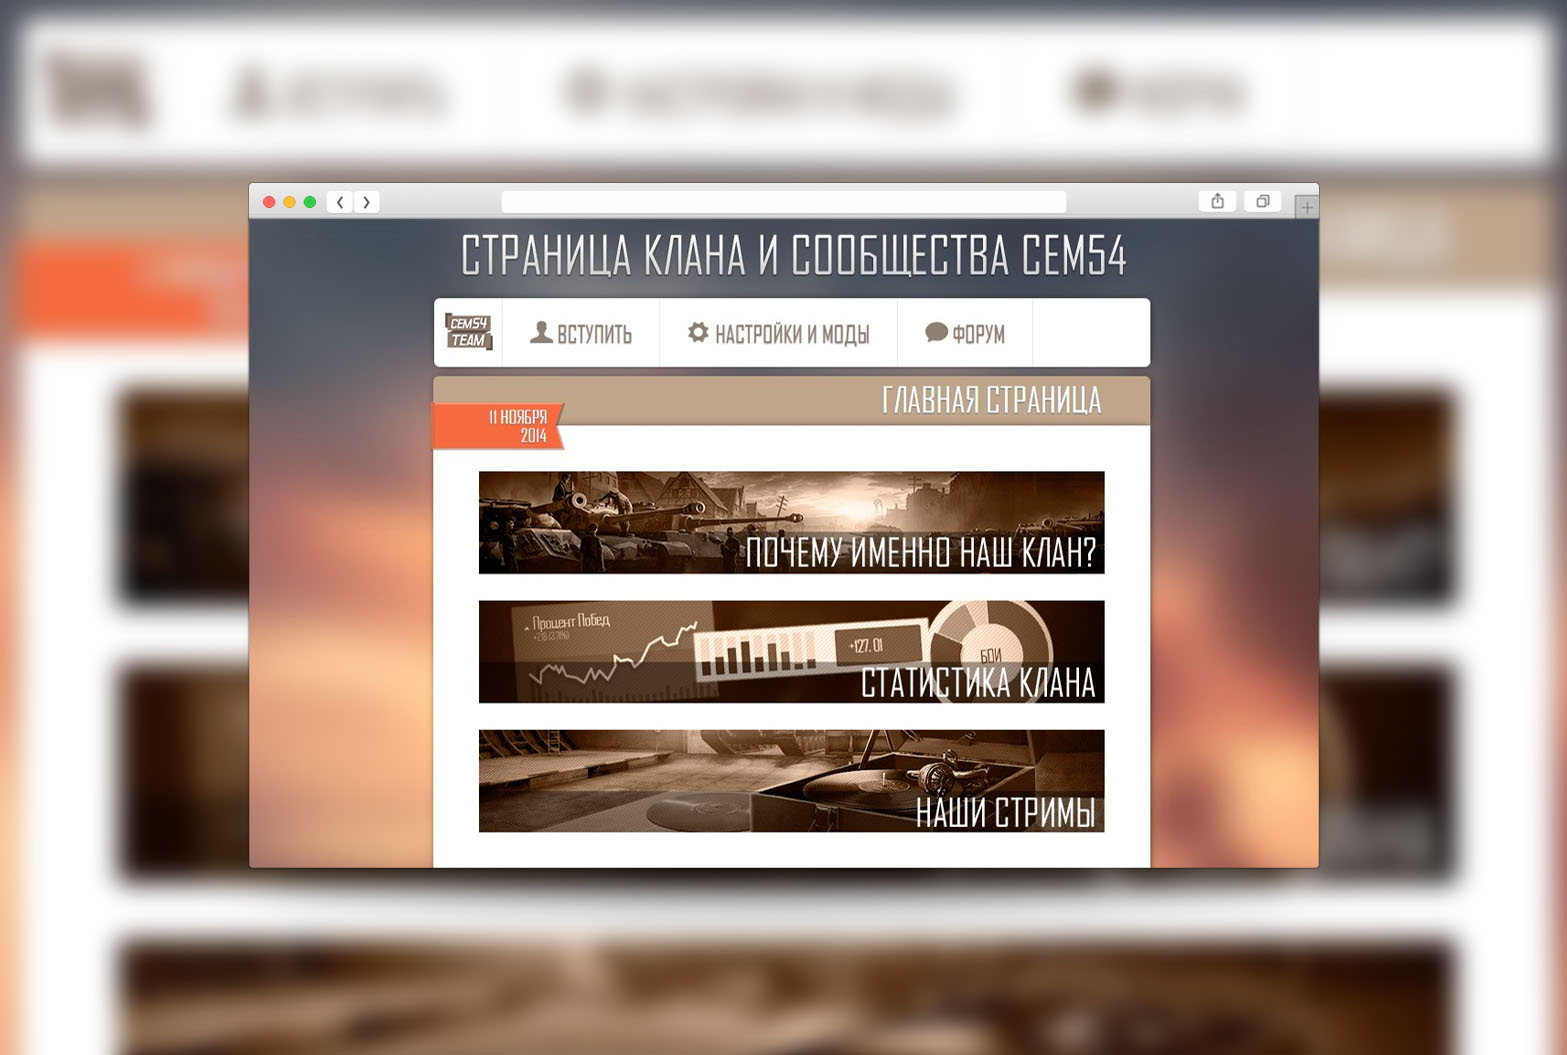 СТРАНИЦА КЛАНА И СООБЩЕСТВА CEM54
CEM54
TEAM
ВСТУПИТЬ
НАСТРОЙКИ И МОДЫ
ФОРУМ
ГЛАВНАЯ СТРАНИЦА
11 НОЯБРЯ
2014
ПОЧЕМУ ИМЕННО НАШ КЛАН?
Процент Побед
+127. 01
БОИ
СТАТИСТИКА КЛАНА
НАШИ СТРИМЫ